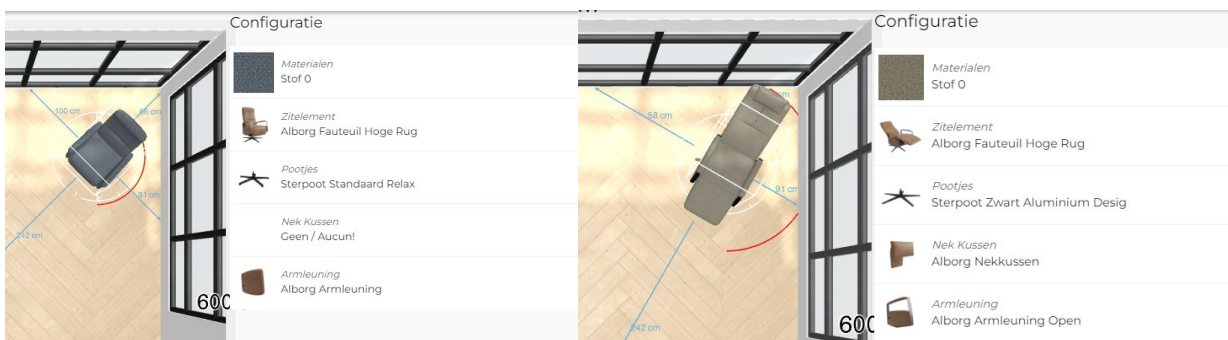 Configuratie
Materialen
Stof 0
Zitelement
Alborg Fauteuil Hoge Rug
Pootjes
Sterpoot Standaard Relax
Nek Kussen
Geen / Aucun!
Armleuning
Alborg Armleuning
100 cm
91 cm
242 cm
600
Configuratie
Materialen
Stof 0
Zitelement
Alborg Fauteuil Hoge Rug
Pootjes
Sterpoot Zwart Aluminium Desig
Nek Kussen
Alborg Nekkussen
Armleuning
Alborg Armleuning Open
58 cm
cm
91 cm
242 cm
600